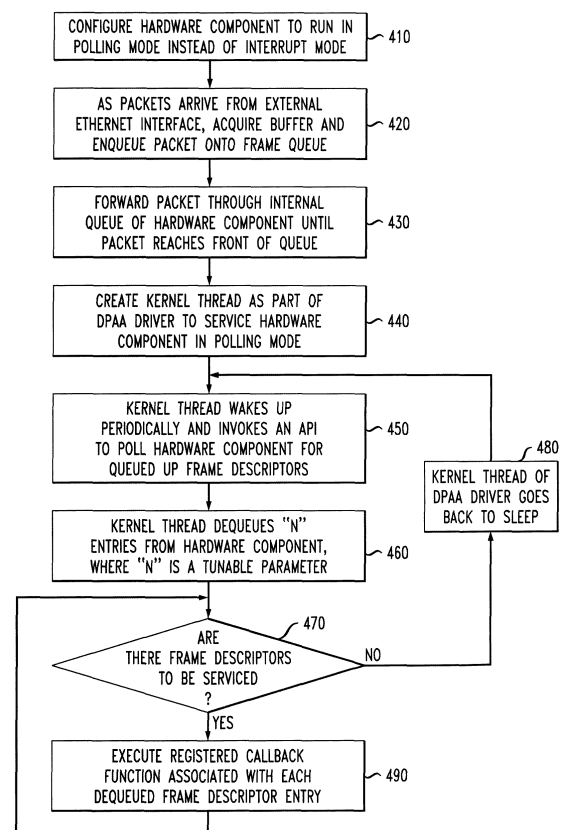 CONFIGURE HARDWARE COMPONENT TO RUN IN
POLLING MODE INSTEAD OF INTERRUPT MODE
410
AS PACKETS ARRIVE FROM EXTERNAL
ETHERNET INTERFACE, ACQUIRE BUFFER AND
ENQUEUE PACKET ONTO FRAME QUEUE
420
FORWARD PACKET THROUGH INTERNAL
QUEUE OF HARDWARE COMPONENT UNTIL
PACKET REACHES FRONT OF QUEUE
430
CREATE KERNEL THREAD AS PART OF
DPAA DRIVER TO SERVICE HARDWARE
COMPONENT IN POLLING MODE
440
KERNEL THREAD WAKES UP
PERIODICALLY AND INVOKES AN API
TO POLL HARDWARE COMPONENT FOR
QUEUED UP FRAME DESCRIPTORS
450
KERNEL THREAD DEQUEUES “N”
ENTRIES FROM HARDWARE COMPONENT,
WHERE “N” IS A TUNABLE PARAMETER
460
470
ARE
THERE FRAME DESCRIPTORS
TO BE SERVICED
?
NO
480
KERNEL THREAD OF
DPAA DRIVER GOES
BACK TO SLEEP
YES
EXECUTE REGISTERED CALLBACK
FUNCTION ASSOCIATED WITH EACH
DEQUEUED FRAME DESCRIPTOR ENTRY
490